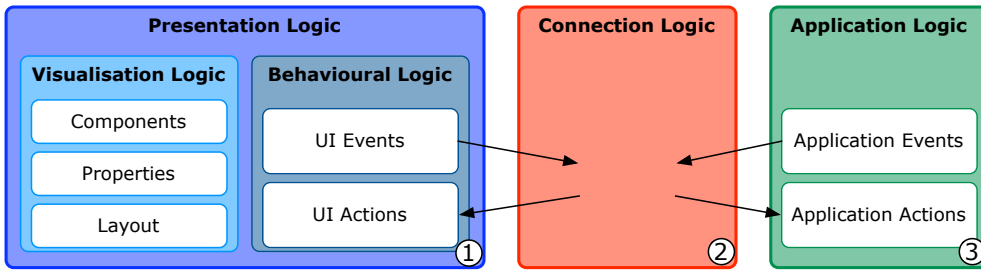 Presentation Logic
Visualisation Logic
Components
Properties
Layout
Behavioural Logic
UI Events
UI Actions
1
Connection Logic
2
Application Logic
Application Events
Application Actions
3